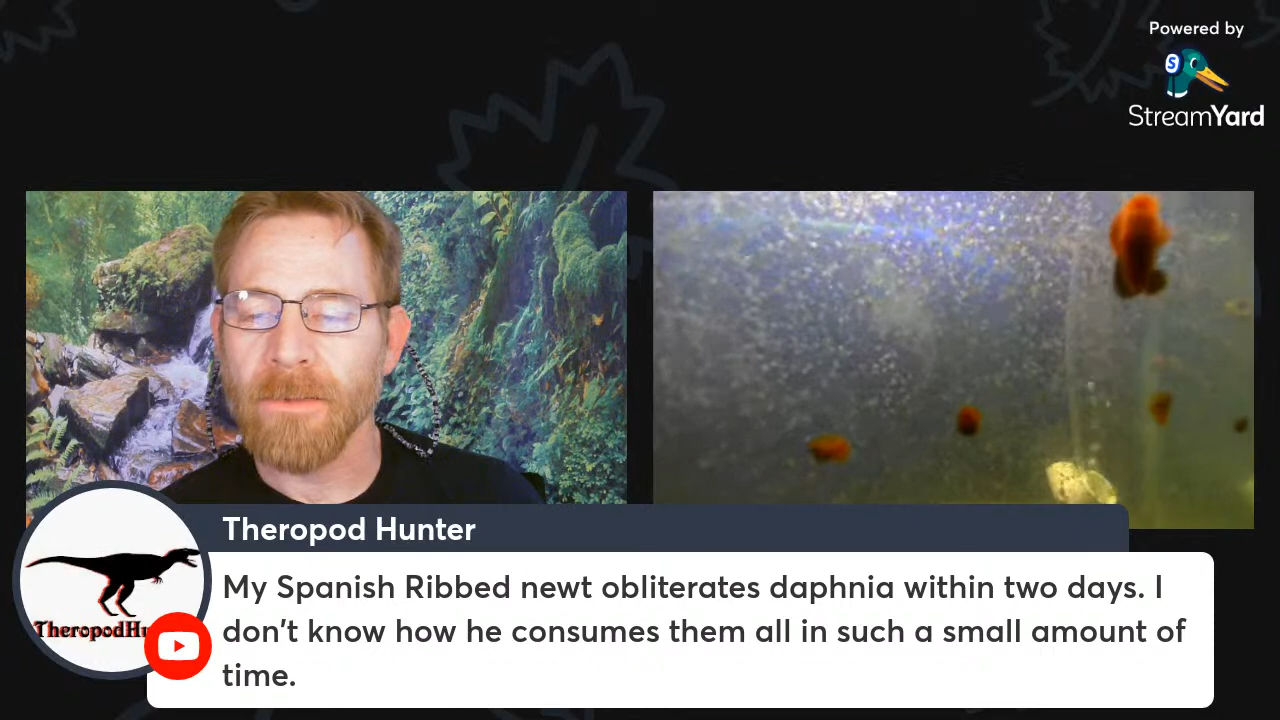 Powered by
StreamYard
Theropod Hunter
My Spanish Ribbed newt obliterates daphnia within two days. I
don't know how he consumes them all in such a small amount of
time.